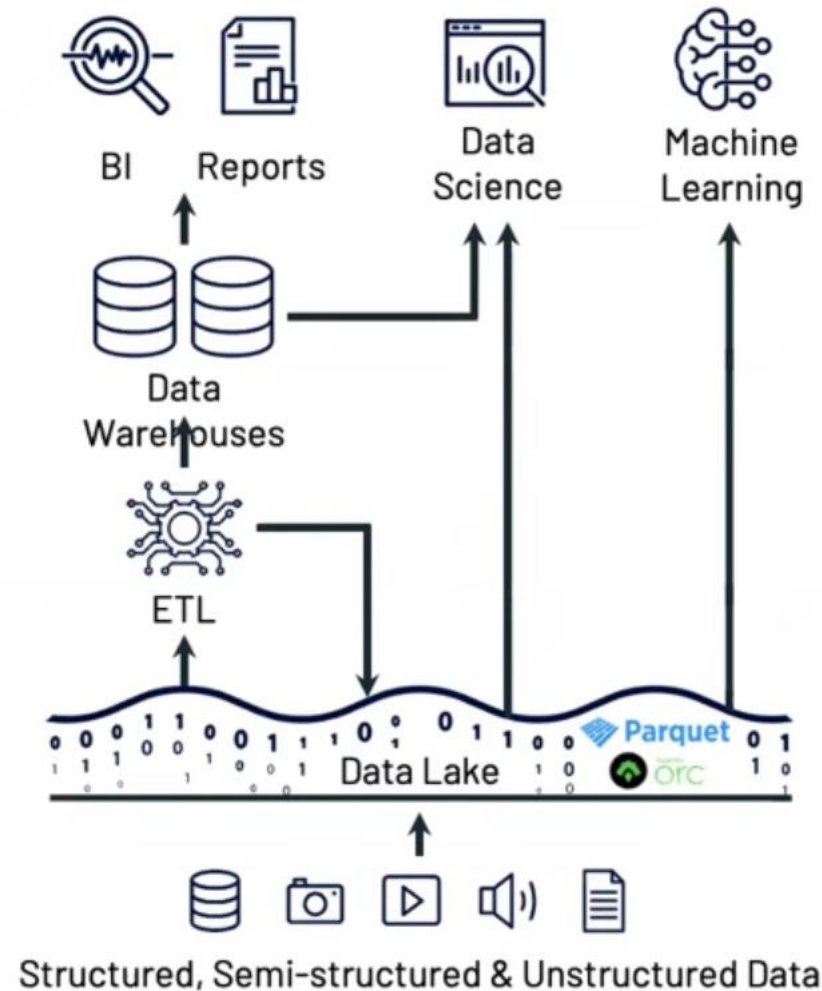 BI
Reports
Data
Science
Machine
Learning
Data
Warehouses
ETL
Data Lake
Parquet
orc
Structured, Semi-structured & Unstructured Data